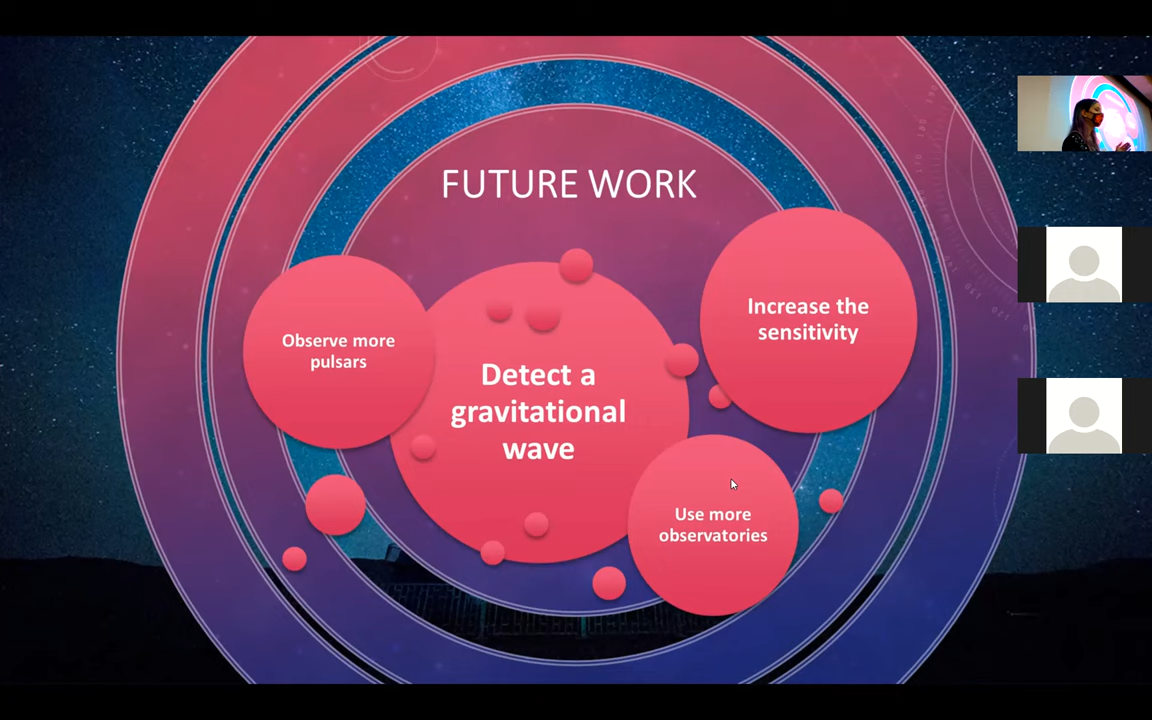 FUTURE WORK
Observe more
pulsars
Detect a
gravitational
wave
Increase the
sensitivity
Use more
observatories